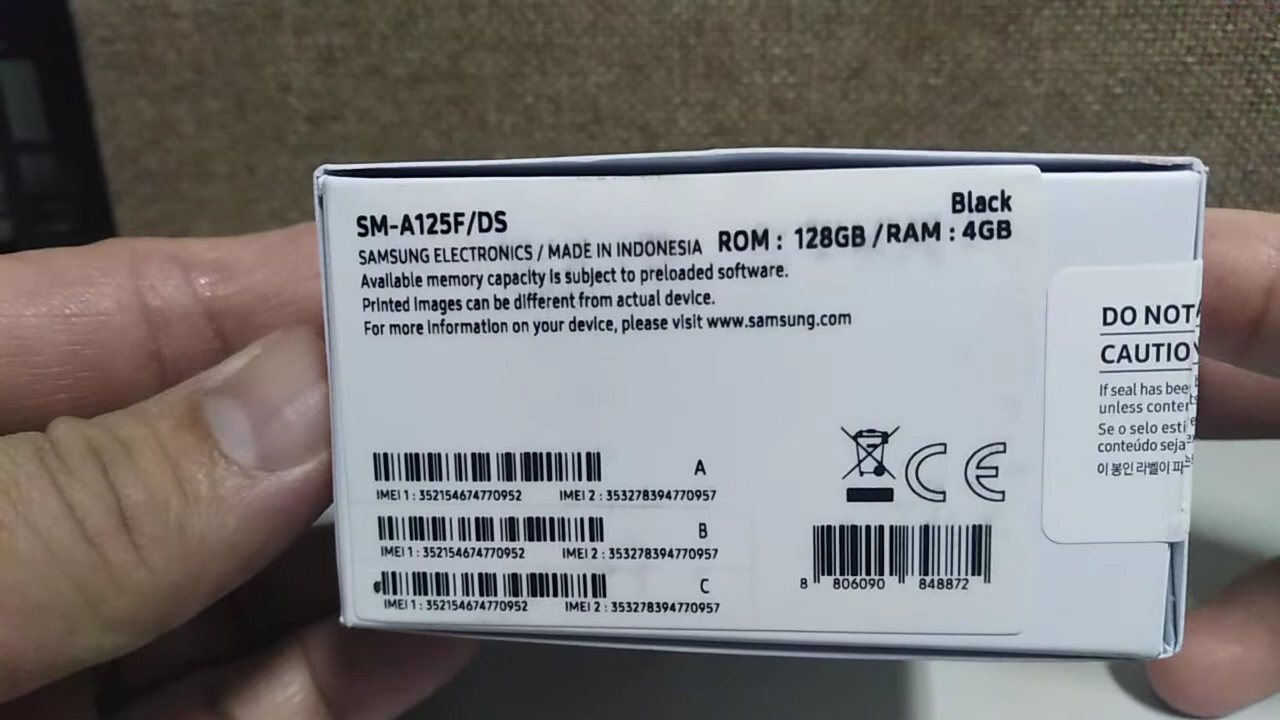 SM-A125F/DS
Black
SAMSUNG ELECTRONICS / MADE IN INDONESIA
ROM : 128GB / RAM : 4GB
Available memory capacity is subject to preloaded software.
Printed images can be different from actual device.
For more information on your device, please visit www.samsung.com
A
IMEI 1 : 352154674770952 IMEI 2 : 353278394770957
B
IMEI 1 : 352154674770952 IMEI 2 : 353278394770957
C
IMEI 1 : 352154674770952 IMEI 2 : 353278394770957
CE
8 806090 848872
DO NOT
CAUTIO
If seal has bee
unless conter
Se o selo esti
conteúdo seja
이 봉인 라벨이 파